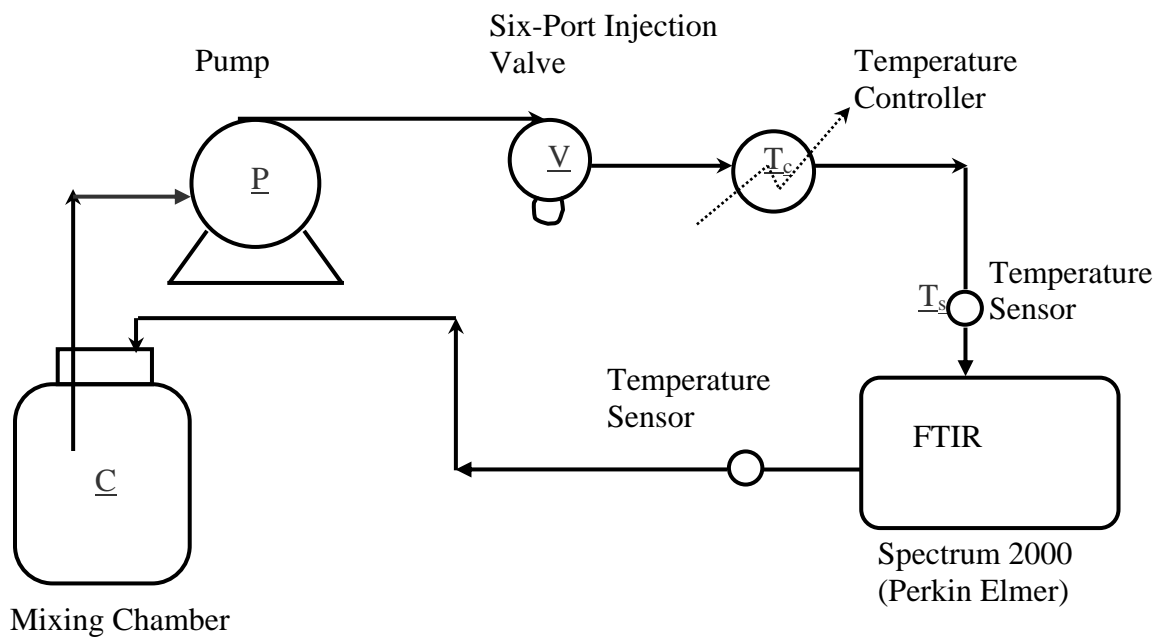 Six-Port Injection
Valve
Pump
Temperature
Controller
P
V
Tc
Ts
Temperature
Sensor
Temperature
Sensor
FTIR
C
Spectrum 2000
(Perkin Elmer)
Mixing Chamber